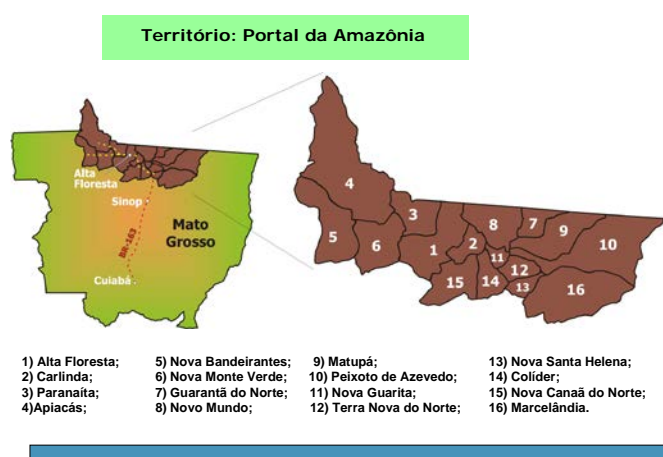 Território: Portal da Amazônia
Alta
Floresta
Sinop
BR-163
Mato
Grosso
Cuiabá
4
3
8
7
9
10
5
6
1
2
11
12
15
14
13
16
1) Alta Floresta; 5) Nova Bandeirantes; 9) Matupá; 13) Nova Santa Helena;
2) Carlinda; 6) Nova Monte Verde; 10) Peixoto de Azevedo; 14) Colíder;
3) Paranaíta; 7) Guarantã do Norte; 11) Nova Guarita; 15) Nova Canaã do Norte;
4)Apiacás; 8) Novo Mundo; 12) Terra Nova do Norte; 16) Marcelândia.